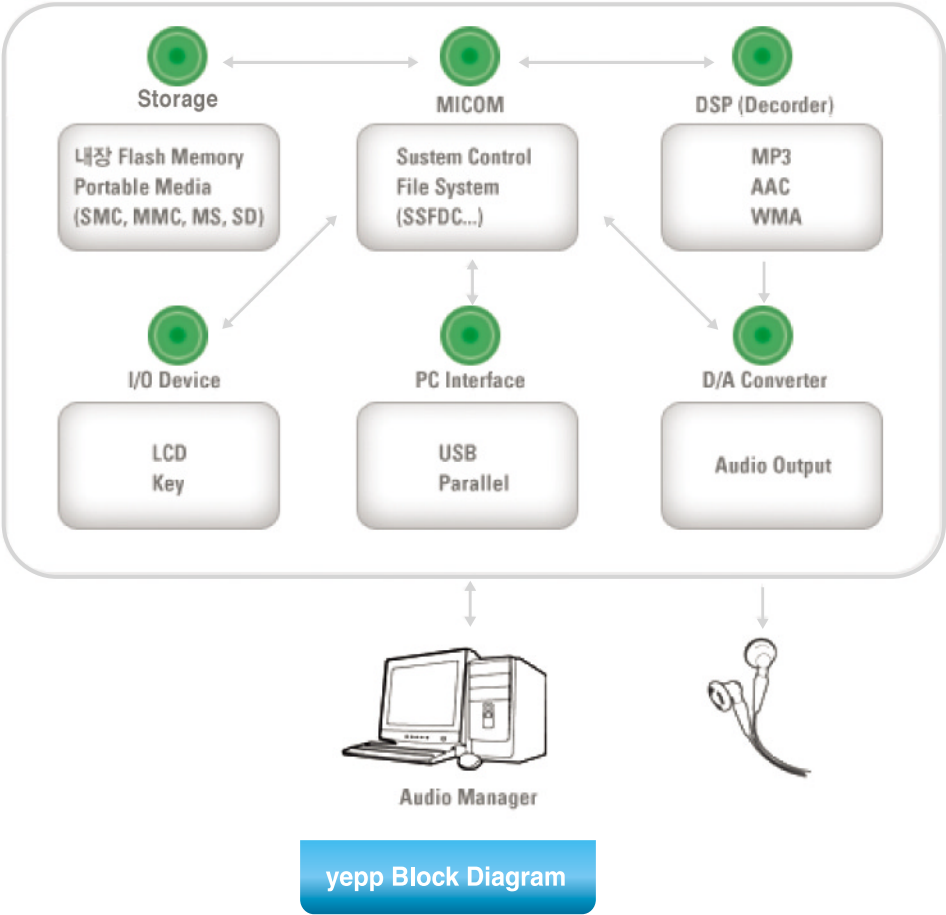 Storage
MICOM
DSP (Decorder)
내장 Flash Memory
Portable Media
(SMC, MMC, MS, SD)
Sustem Control
File System
(SSFDC...)
MP3
AAC
WMA
I/O Device
PC Interface
D/A Converter
LCD
Key
USB
Parallel
Audio Output
Audio Manager
yepp Block Diagram